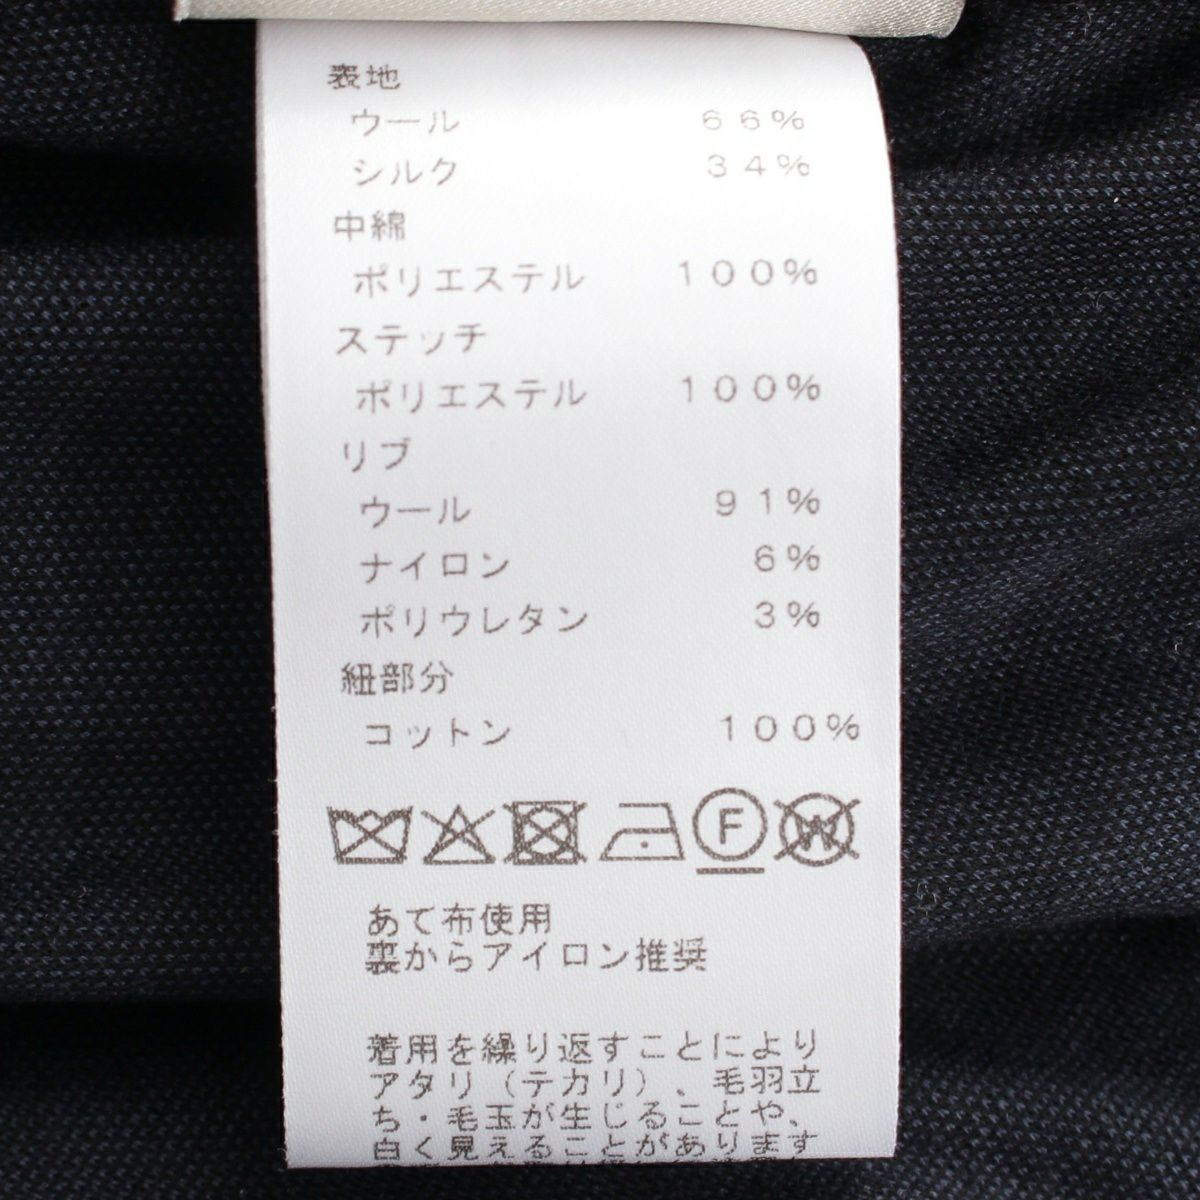 表地
ウール 66%
シルク 34%
中綿
ポリエステル 100%
ステッチ
ポリエステル 100%
リブ
ウール 91%
ナイロン 6%
ポリウレタン 3%
紐部分
コットン 100%
F W
あて布使用
裏からアイロン推奨
着用を繰り返すことにより
アタリ（テカリ）、毛羽立
ち・毛玉が生じることや、
白く見えることがあります